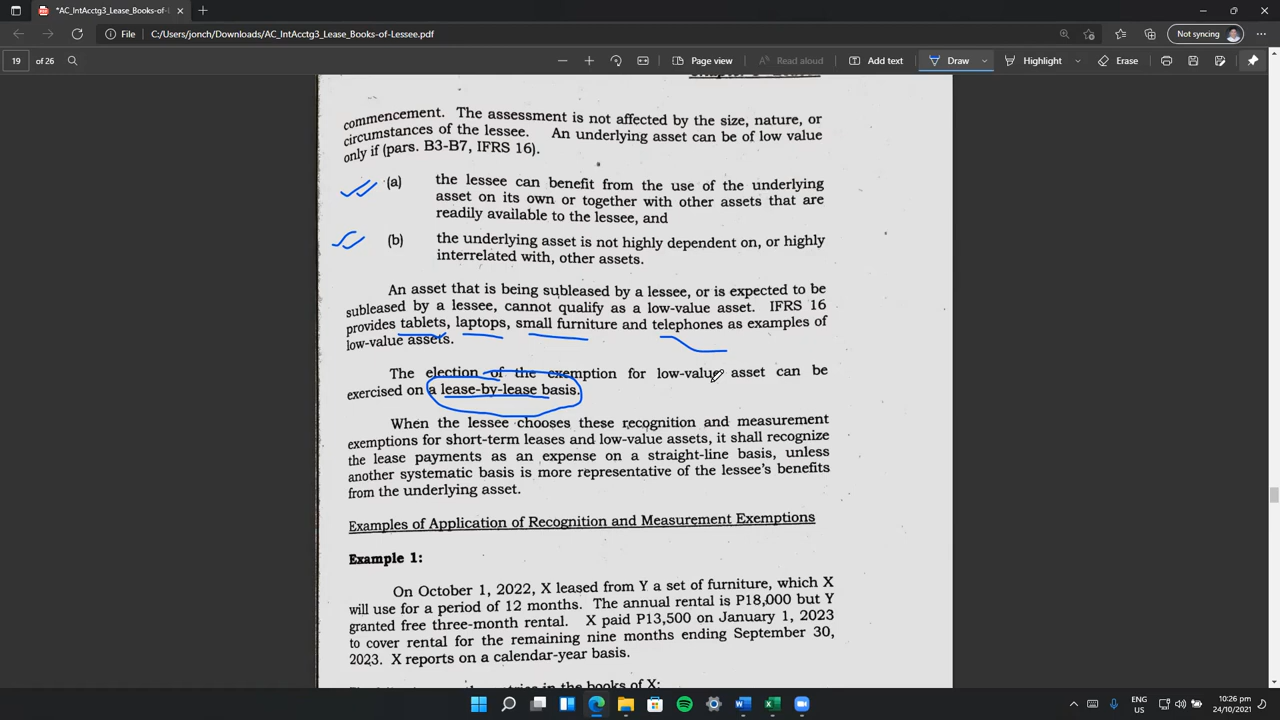 *AC_IntAcctg3_Lease_Books-of-L
File
C:/Users/jonch/Downloads/AC_IntAcctg3_Lease_Books-of-Lessee.pdf
Not syncing
19 of 26
Page view
Read aloud
Add text
Draw
Highlight
Erase
commencement. The assessment is not affected by the size, nature, or
circumstances of the lessee. An underlying asset can be of low value
only if (pars. B3-B7, IFRS 16).
(a) the lessee can benefit from the use of the underlying
asset on its own or together with other assets that are
readily available to the lessee, and
(b) the underlying asset is not highly dependent on, or highly
interrelated with, other assets.
An asset that is being subleased by a lessee, or is expected to be
subleased by a lessee, cannot qualify as a low-value asset. IFRS 16
provides tablets, laptops, small furniture and telephones as examples of
low-value assets.
The election of the exemption for low-value asset can be
exercised on a lease-by-lease basis.
When the lessee chooses these recognition and measurement
exemptions for short-term leases and low-value assets, it shall recognize
the lease payments as an expense on a straight-line basis, unless
another systematic basis is more representative of the lessee's benefits
from the underlying asset.
Examples of Application of Recognition and Measurement Exemptions
Example 1:
On October 1, 2022, X leased from Y a set of furniture, which X
will use for a period of 12 months. The annual rental is P18,000 but Y
granted free three-month rental. X paid P13,500 on January 1, 2023
to cover rental for the remaining nine months ending September 30,
2023. X reports on a calendar-year basis.
entries in the books of X:
ENG
US
10:26 pm
24/10/2021